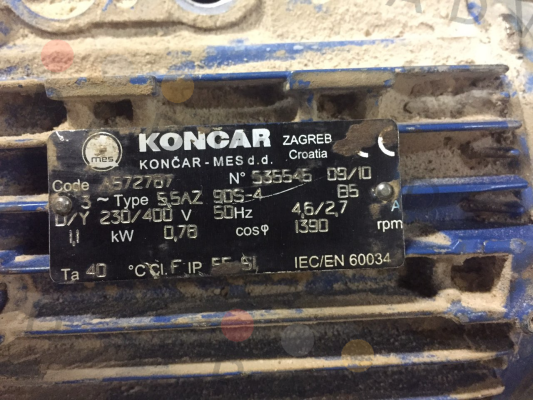 KONČAR ZAGREB
mes KONČAR - MES d.d. Croatia
Code A572787 N° 535545 09/10
3 ~ Type 5,5AZ 90S-4 B5
D/Y 230/400 V 50Hz 4,6/2,7 A
1,1 kW 0,78 cosφ 1390 rpm
Ta 40 °C Cl. F IP IEC/EN 60034